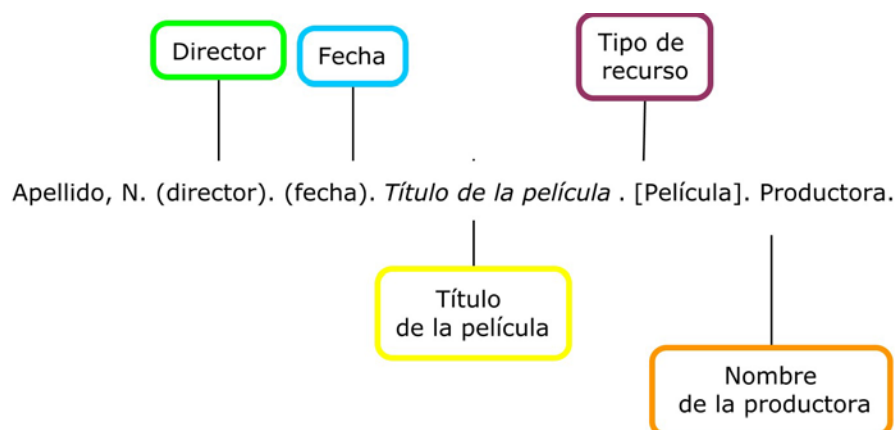 Director
Fecha
Tipo de
recurso
Apellido, N. (director). (fecha). Título de la película . [Película]. Productora.
Título
de la película
Nombre
de la productora